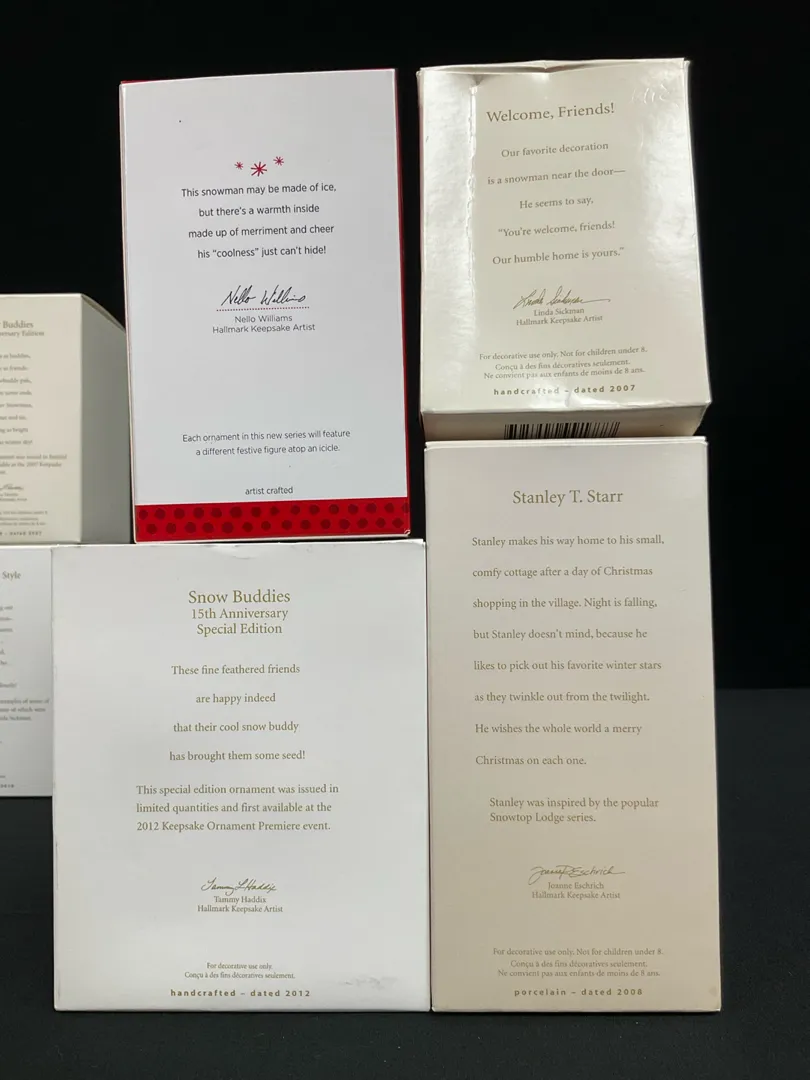 This snowman may be made of ice,
but there's a warmth inside
made up of merriment and cheer
his "coolness" just can't hide!
Nello Williams
Nello Williams
Hallmark Keepsake Artist
Each ornament in this new series will feature
a different festive figure atop an icicle.
artist crafted
Welcome, Friends!
Our favorite decoration
is a snowman near the door—
He seems to say,
"You're welcome, friends!
Our humble home is yours."
Linda Sickman
Linda Sickman
Hallmark Keepsake Artist
For decorative use only. Not for children under 8.
Conçu à des fins décoratives seulement.
Ne convient pas aux enfants de moins de 8 ans.
handcrafted – dated 2007
Buddies
Edition
dated 2007
Style
Snow Buddies
15th Anniversary
Special Edition
These fine feathered friends
are happy indeed
that their cool snow buddy
has brought them some seed!
This special edition ornament was issued in
limited quantities and first available at the
2012 Keepsake Ornament Premiere event.
Tammy L Haddix
Tammy Haddix
Hallmark Keepsake Artist
For decorative use only.
Conçu à des fins décoratives seulement.
handcrafted – dated 2012
Stanley T. Starr
Stanley makes his way home to his small,
comfy cottage after a day of Christmas
shopping in the village. Night is falling,
but Stanley doesn't mind, because he
likes to pick out his favorite winter stars
as they twinkle out from the twilight.
He wishes the whole world a merry
Christmas on each one.
Stanley was inspired by the popular
Snowtop Lodge series.
Joanne Eschrich
Joanne Eschrich
Hallmark Keepsake Artist
For decorative use only. Not for children under 8.
Conçu à des fins décoratives seulement.
Ne convient pas aux enfants de moins de 8 ans.
porcelain – dated 2008